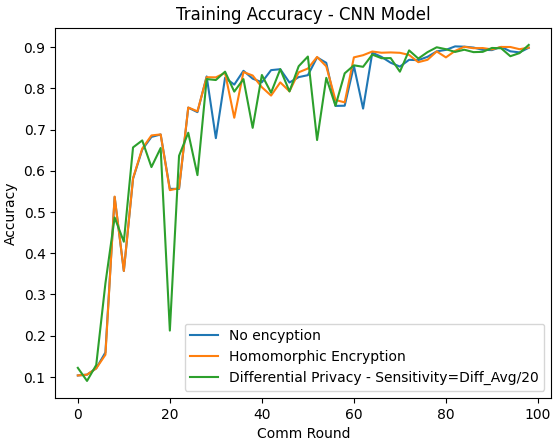 Training Accuracy - CNN Model
Accuracy
0.9
0.8
0.7
0.6
0.5
0.4
0.3
0.2
0.1
No encyption
Homomorphic Encryption
Differential Privacy - Sensitivity=Diff_Avg/20
0 20 40 60 80 100
Comm Round